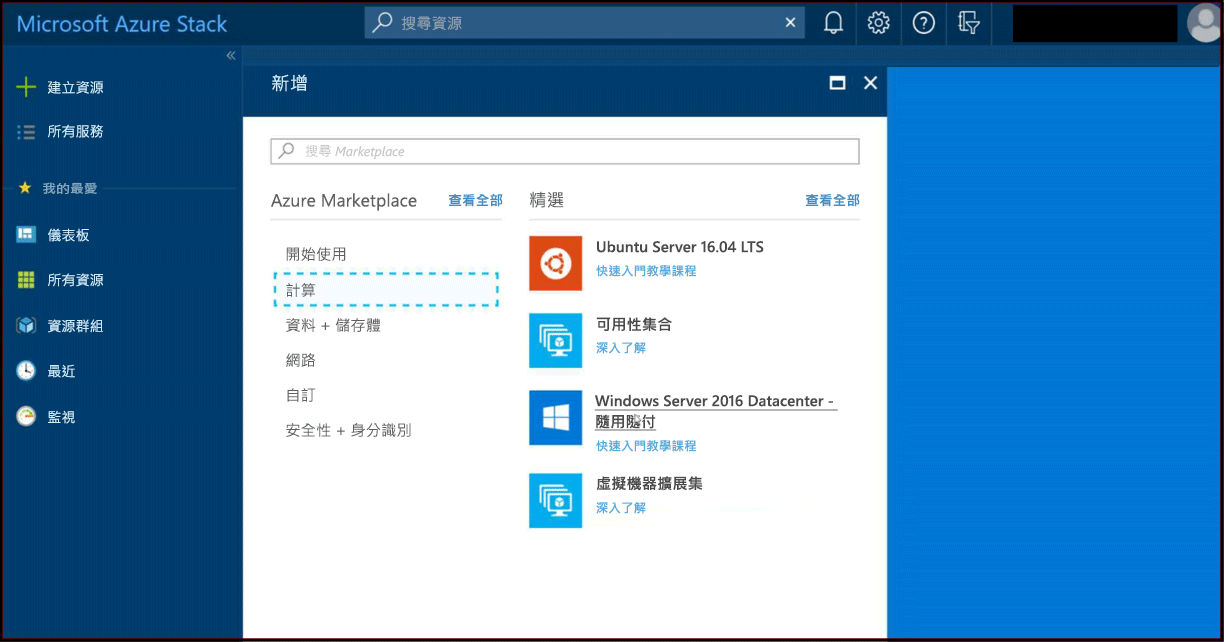 Microsoft Azure Stack
搜尋資源
建立資源
所有服務
我的最愛
儀表板
所有資源
資源群組
最近
監視
新增
搜尋 Marketplace
Azure Marketplace
查看全部
開始使用
計算
資料 + 儲存體
網路
自訂
安全性 + 身分識別
精選
查看全部
Ubuntu Server 16.04 LTS
快速入門教學課程
可用性集合
深入了解
Windows Server 2016 Datacenter -
隨用隨付
快速入門教學課程
虛擬機器擴展集
深入了解